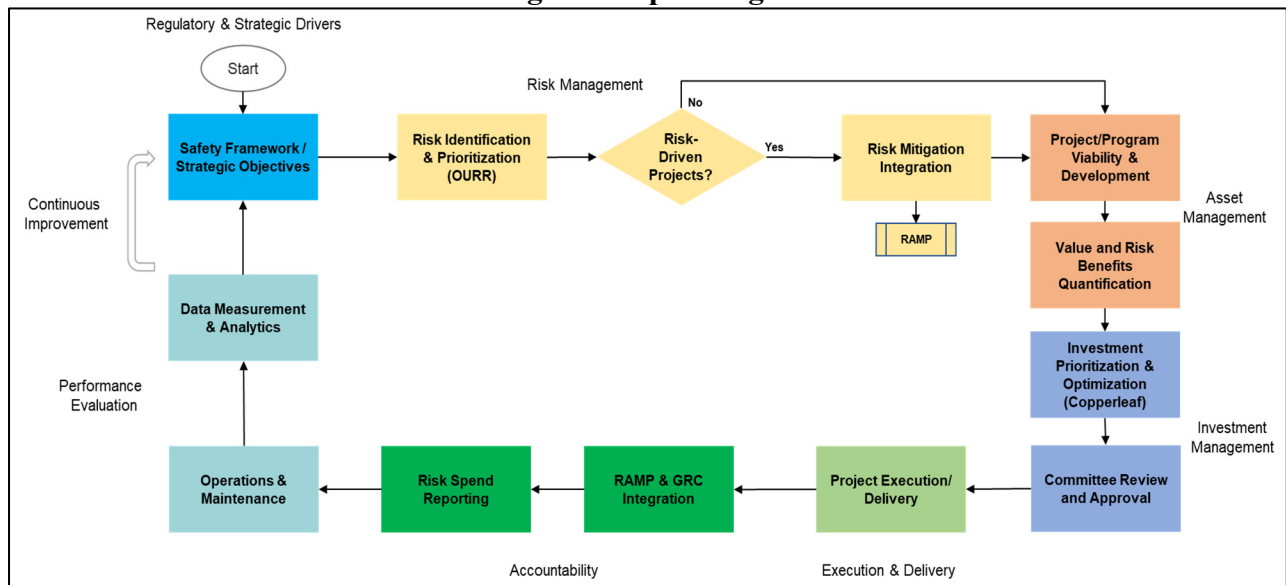 Regulatory & Strategic Drivers
Start
Risk Management
No
Safety Framework /
Strategic Objectives
Risk Identification
& Prioritization
(OURR)
Risk-
Driven
Projects?
Yes
Risk Mitigation
Integration
Project/Program
Viability &
Development
Continuous
Improvement
Asset
Management
RAMP
Value and Risk
Benefits
Quantification
Data Measurement
& Analytics
Investment
Prioritization &
Optimization
(Copperleaf)
Performance
Evaluation
Investment
Management
Operations &
Maintenance
Risk Spend
Reporting
RAMP & GRC
Integration
Project Execution/
Delivery
Committee Review
and Approval
Accountability
Execution & Delivery